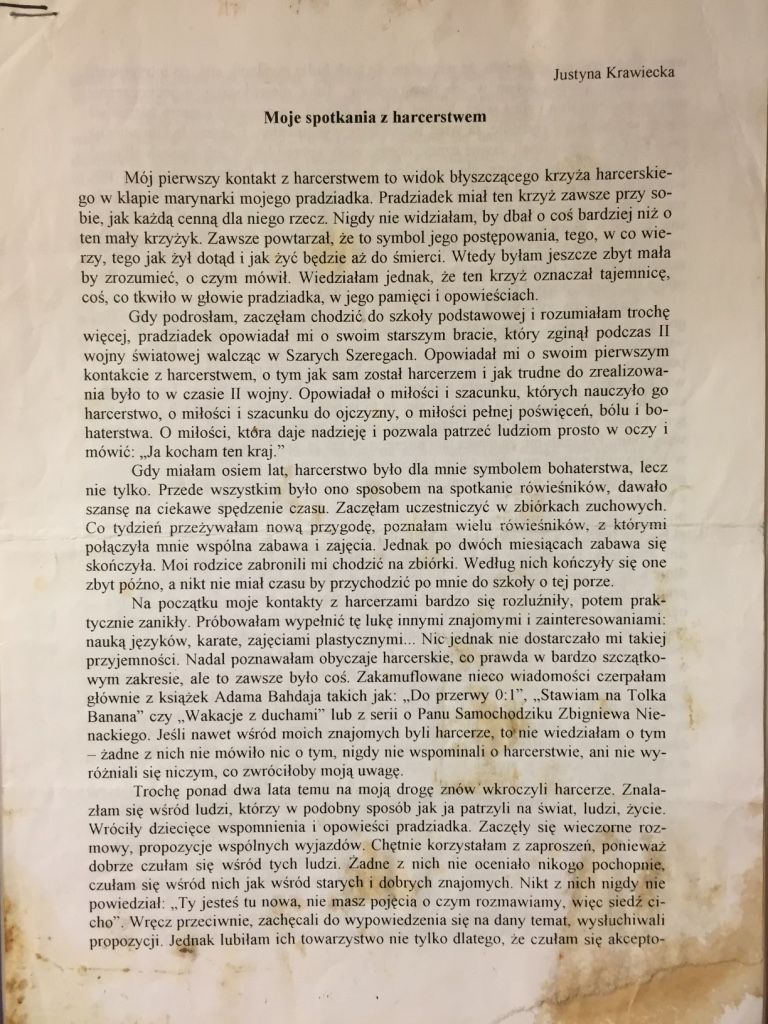 Justyna Krawiecka
Moje spotkania z harcerstwem
Mój pierwszy kontakt z harcerstwem to widok błyszczącego krzyża harcerskie-
go w klapie marynarki mojego pradziadka. Pradziadek miał ten krzyż zawsze przy so-
bie, jak każdą cenną dla niego rzecz. Nigdy nie widziałam, by dbał o coś bardziej niż o
ten mały krzyżyk. Zawsze powtarzał, że to symbol jego postępowania, tego, w co wie-
rzy, tego jak żył dotąd i jak żyć będzie aż do śmierci. Wtedy byłam jeszcze zbyt mała
by zrozumieć, o czym mówił. Wiedziałam jednak, że ten krzyż oznaczał tajemnicę,
coś, co tkwiło w głowie pradziadka, w jego pamięci i opowieściach.
Gdy podrosłam, zaczęłam chodzić do szkoły podstawowej i rozumiałam trochę
więcej, pradziadek opowiadał mi o swoim starszym bracie, który zginął podczas II
wojny światowej walcząc w Szarych Szeregach. Opowiadał mi o swoim pierwszym
kontakcie z harcerstwem, o tym jak sam został harcerzem i jak trudne do zrealizowa-
nia było to w czasie II wojny. Opowiadał o miłości i szacunku, których nauczyło go
harcerstwo, o miłości i szacunku do ojczyzny, o miłości pełnej poświęceń, bólu i bo-
haterstwa. O miłości, która daje nadzieję i pozwala patrzeć ludziom prosto w oczy i
mówić: „Ja kocham ten kraj.”
Gdy miałam osiem lat, harcerstwo było dla mnie symbolem bohaterstwa, lecz
nie tylko. Przede wszystkim było ono sposobem na spotkanie rówieśników, dawało
szansę na ciekawe spędzenie czasu. Zaczęłam uczestniczyć w zbiórkach zuchowych.
Co tydzień przeżywałam nową przygodę, poznałam wielu rówieśników, z którymi
połączyła mnie wspólna zabawa i zajęcia. Jednak po dwóch miesiącach zabawa się
skończyła. Moi rodzice zabronili mi chodzić na zbiórki. Według nich kończyły się one
zbyt późno, a nikt nie miał czasu by przychodzić po mnie do szkoły o tej porze.
Na początku moje kontakty z harcerzami bardzo się rozluźniły, potem prak-
tycznie zanikły. Próbowałam wypełnić tę lukę innymi znajomymi i zainteresowaniami:
nauką języków, karate, zajęciami plastycznymi... Nic jednak nie dostarczało mi takiej
przyjemności. Nadal poznawałam obyczaje harcerskie, co prawda w bardzo szczątko-
wym zakresie, ale to zawsze było coś. Zakamuflowane nieco wiadomości czerpałam
głównie z książek Adama Bahdaja takich jak: „Do przerwy 0:1”, „Stawiam na Tolka
Banana” czy „Wakacje z duchami” lub z serii o Panu Samochodziku Zbigniewa Nie-
nackiego. Jeśli nawet wśród moich znajomych byli harcerze, to nie wiedziałam o tym
– żadne z nich nie mówiło nic o tym, nigdy nie wspominali o harcerstwie, ani nie wy-
różniali się niczym, co zwróciłoby moją uwagę.
Trochę ponad dwa lata temu na moją drogę znów wkroczyli harcerze. Znala-
złam się wśród ludzi, którzy w podobny sposób jak ja patrzyli na świat, ludzi, życie.
Wróciły dziecięce wspomnienia i opowieści pradziadka. Zaczęły się wieczorne roz-
mowy, propozycje wspólnych wyjazdów. Chętnie korzystałam z zaproszeń, ponieważ
dobrze czułam się wśród tych ludzi. Żadne z nich nie oceniało nikogo pochopnie,
czułam się wśród nich jak wśród starych i dobrych znajomych. Nikt z nich nigdy nie
powiedział: „Ty jesteś tu nowa, nie masz pojęcia o czym rozmawiamy, więc siedź ci-
cho”. Wręcz przeciwnie, zachęcali do wypowiedzenia się na dany temat, wysłuchiwali
propozycji. Jednak lubiłam ich towarzystwo nie tylko dlatego, że czułam się akcepto-